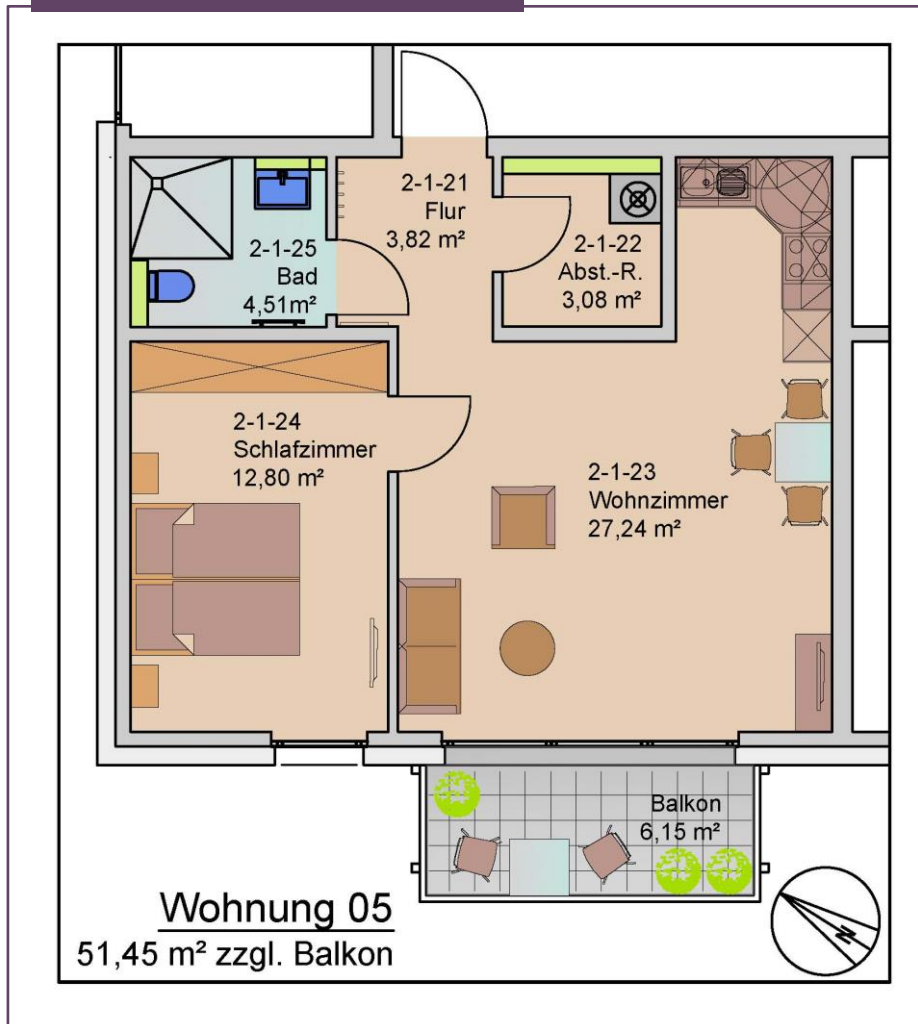 2-1-21
Flur
3,82 m²
2-1-22
Abst.-R.
3,08 m²
2-1-25
Bad
4,51m²
2-1-24
Schlafzimmer
12,80 m²
2-1-23
Wohnzimmer
27,24 m²
Balkon
6,15 m²
Wohnung 05
51,45 m² zzgl. Balkon
N